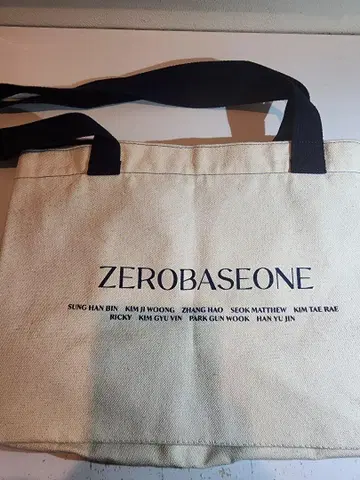 ZEROBASEONE
SUNG HAN BIN KIM JI WOONG ZHANG HAO SEOK MATTHEW KIM TAE RAE
RICKY KIM GYU VIN PARK GUN WOOK HAN YU JIN